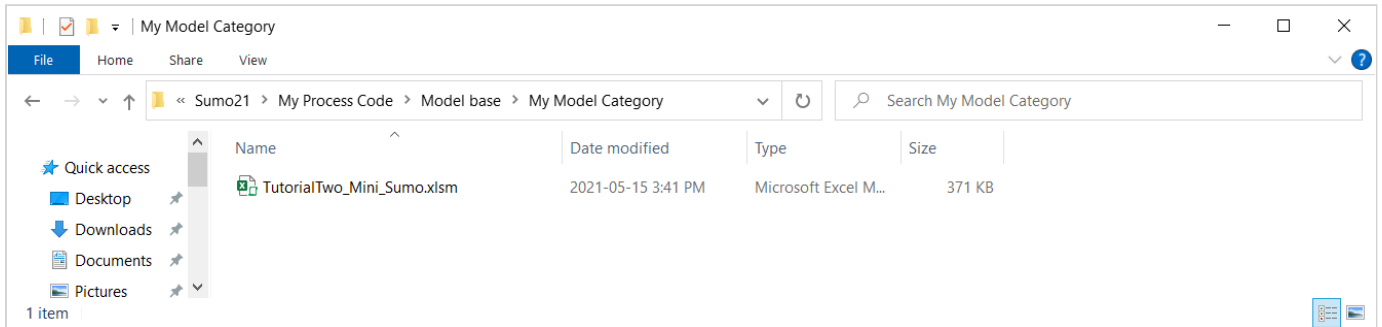 My Model Category
File Home Share View
« Sumo21 > My Process Code > Model base > My Model Category Search My Model Category
Name Date modified Type Size
Quick access
TutorialTwo_Mini_Sumo.xlsm 2021-05-15 3:41 PM Microsoft Excel M... 371 KB
Desktop
Downloads
Documents
Pictures
1 item